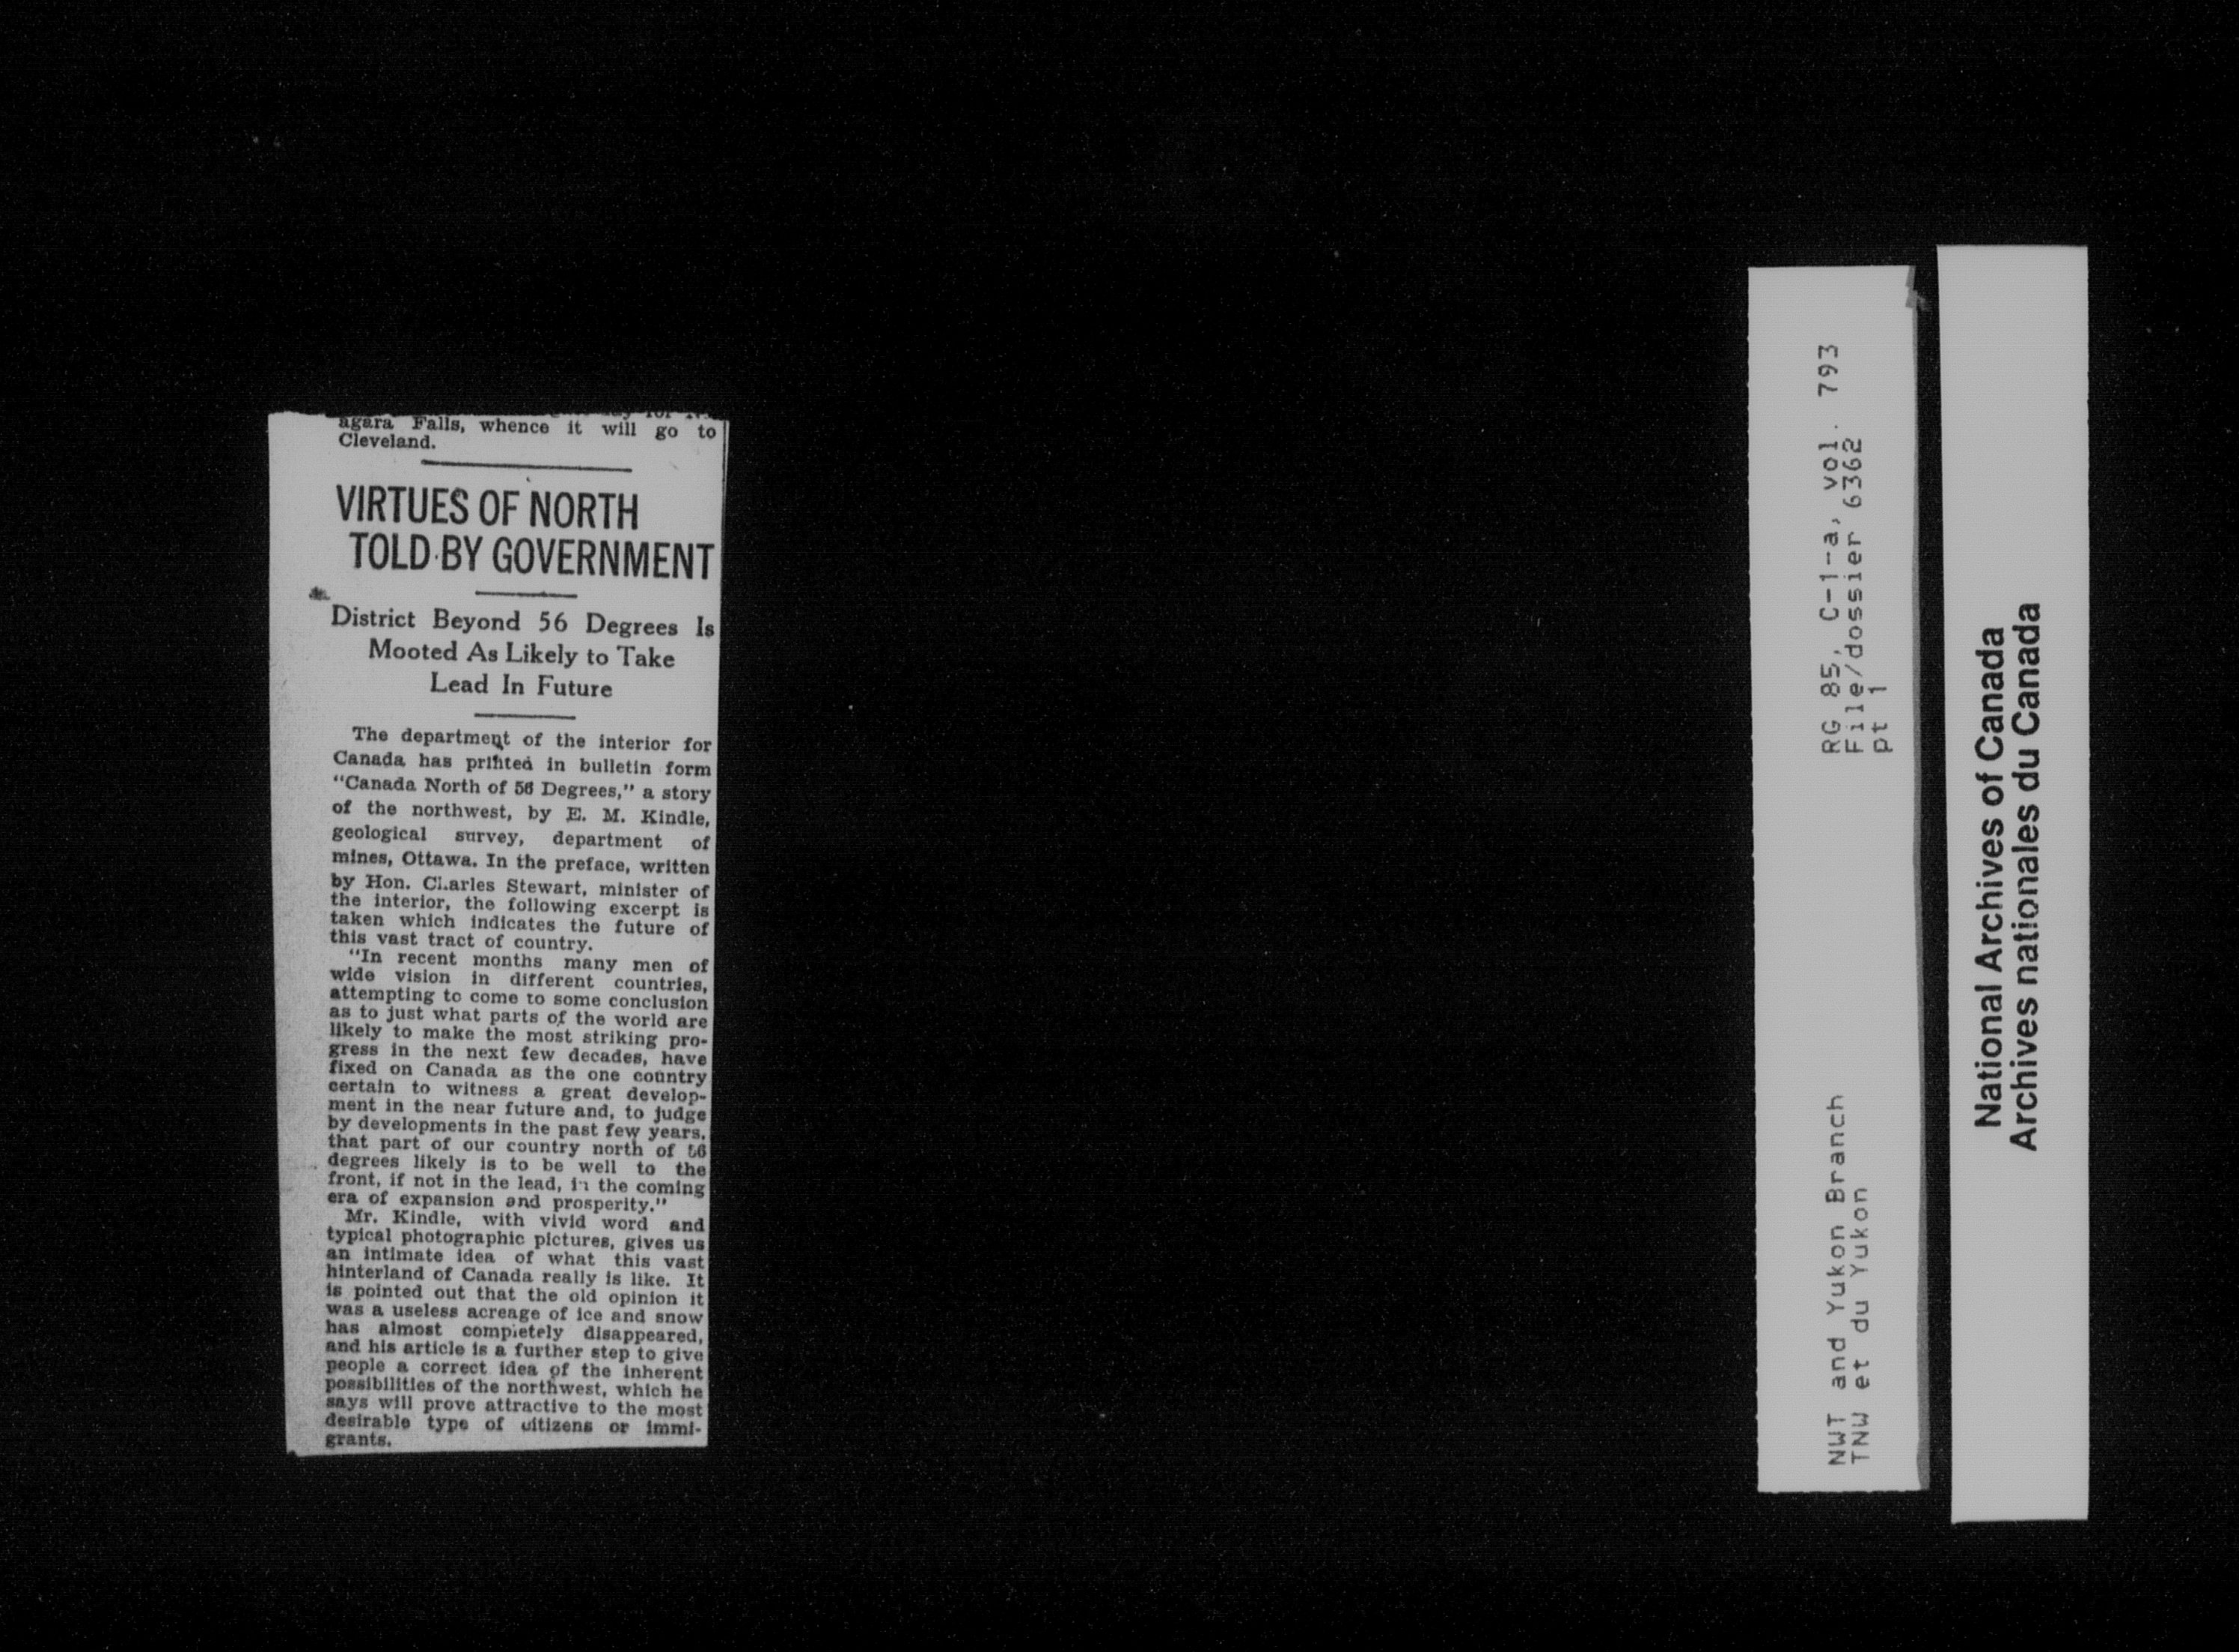 agara Falls, whence it will go to
Cleveland.
VIRTUES OF NORTH
TOLD BY GOVERNMENT
District Beyond 56 Degrees Is
Mooted As Likely to Take
Lead In Future
The department of the interior for
Canada has printed in bulletin form
"Canada North of 56 Degrees," a story
of the northwest, by E. M. Kindle,
geological survey, department of
mines, Ottawa. In the preface, written
by Hon. Charles Stewart, minister of
the interior, the following excerpt is
taken which indicates the future of
this vast tract of country.
"In recent months many men of
wide vision in different countries,
attempting to come to some conclusion
as to just what parts of the world are
likely to make the most striking pro-
gress in the next few decades, have
fixed on Canada as the one country
certain to witness a great develop-
ment in the near future and, to judge
by developments in the past few years,
that part of our country north of 56
degrees likely is to be well to the
front, if not in the lead, in the coming
era of expansion and prosperity."
Mr. Kindle, with vivid word and
typical photographic pictures, gives us
an intimate idea of what this vast
hinterland of Canada really is like. It
is pointed out that the old opinion it
was a useless acreage of ice and snow
has almost completely disappeared,
and his article is a further step to give
people a correct idea of the inherent
possibilities of the northwest, which he
says will prove attractive to the most
desirable type of citizens or immi-
grants.
RG 85, C-1-a, vol. 793
File/dossier 6362
pt 1
NWT and Yukon Branch
TNW et du Yukon
National Archives of Canada
Archives nationales du Canada